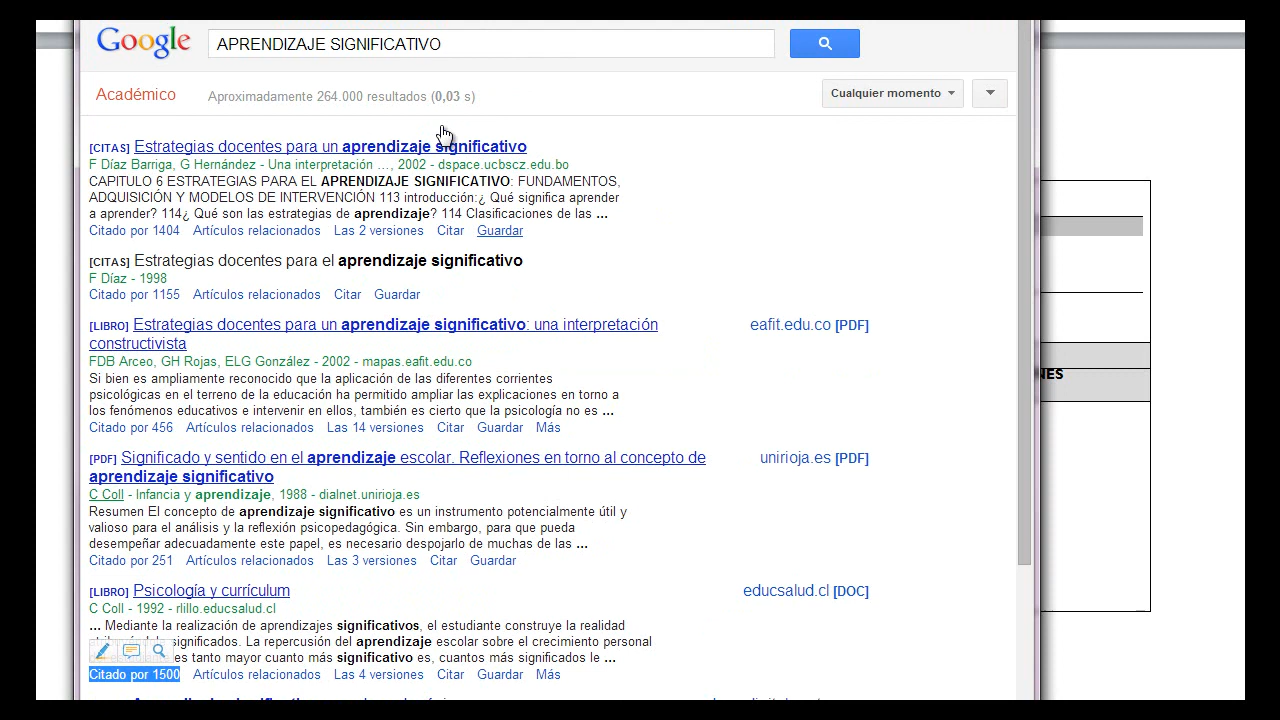 Google
APRENDIZAJE SIGNIFICATIVO
Académico
Aproximadamente 264.000 resultados (0,03 s)
Cualquier momento
[CITAS] Estrategias docentes para un aprendizaje significativo
F Díaz Barriga, G Hernández - Una interpretación ..., 2002 - dspace.ucbscz.edu.bo
CAPITULO 6 ESTRATEGIAS PARA EL APRENDIZAJE SIGNIFICATIVO: FUNDAMENTOS,
ADQUISICIÓN Y MODELOS DE INTERVENCIÓN 113 introducción:¿ Qué significa aprender
a aprender? 114¿ Qué son las estrategias de aprendizaje? 114 Clasificaciones de las ...
Citado por 1404 Artículos relacionados Las 2 versiones Citar Guardar
[CITAS] Estrategias docentes para el aprendizaje significativo
F Díaz - 1998
Citado por 1155 Artículos relacionados Citar Guardar
[LIBRO] Estrategias docentes para un aprendizaje significativo: una interpretación
constructivista
eafit.edu.co [PDF]
FDB Arceo, GH Rojas, ELG González - 2002 - mapas.eafit.edu.co
Si bien es ampliamente reconocido que la aplicación de las diferentes corrientes
psicológicas en el terreno de la educación ha permitido ampliar las explicaciones en torno a
los fenómenos educativos e intervenir en ellos, también es cierto que la psicología no es ...
Citado por 456 Artículos relacionados Las 14 versiones Citar Guardar Más
[PDF] Significado y sentido en el aprendizaje escolar. Reflexiones en torno al concepto de
aprendizaje significativo
unirioja.es [PDF]
C Coll - Infancia y aprendizaje, 1988 - dialnet.unirioja.es
Resumen El concepto de aprendizaje significativo es un instrumento potencialmente útil y
valioso para el análisis y la reflexión psicopedagógica. Sin embargo, para que pueda
desempeñar adecuadamente este papel, es necesario despojarlo de muchas de las ...
Citado por 251 Artículos relacionados Las 3 versiones Citar Guardar
[LIBRO] Psicología y currículum
educsalud.cl [DOC]
C Coll - 1992 - rlillo.educsalud.cl
... Mediante la realización de aprendizajes significativos, el estudiante construye la realidad
significados. La repercusión del aprendizaje escolar sobre el crecimiento personal
es tanto mayor cuanto más significativo es, cuantos más significados le ...
Citado por 1500 Artículos relacionados Las 4 versiones Citar Guardar Más
NES